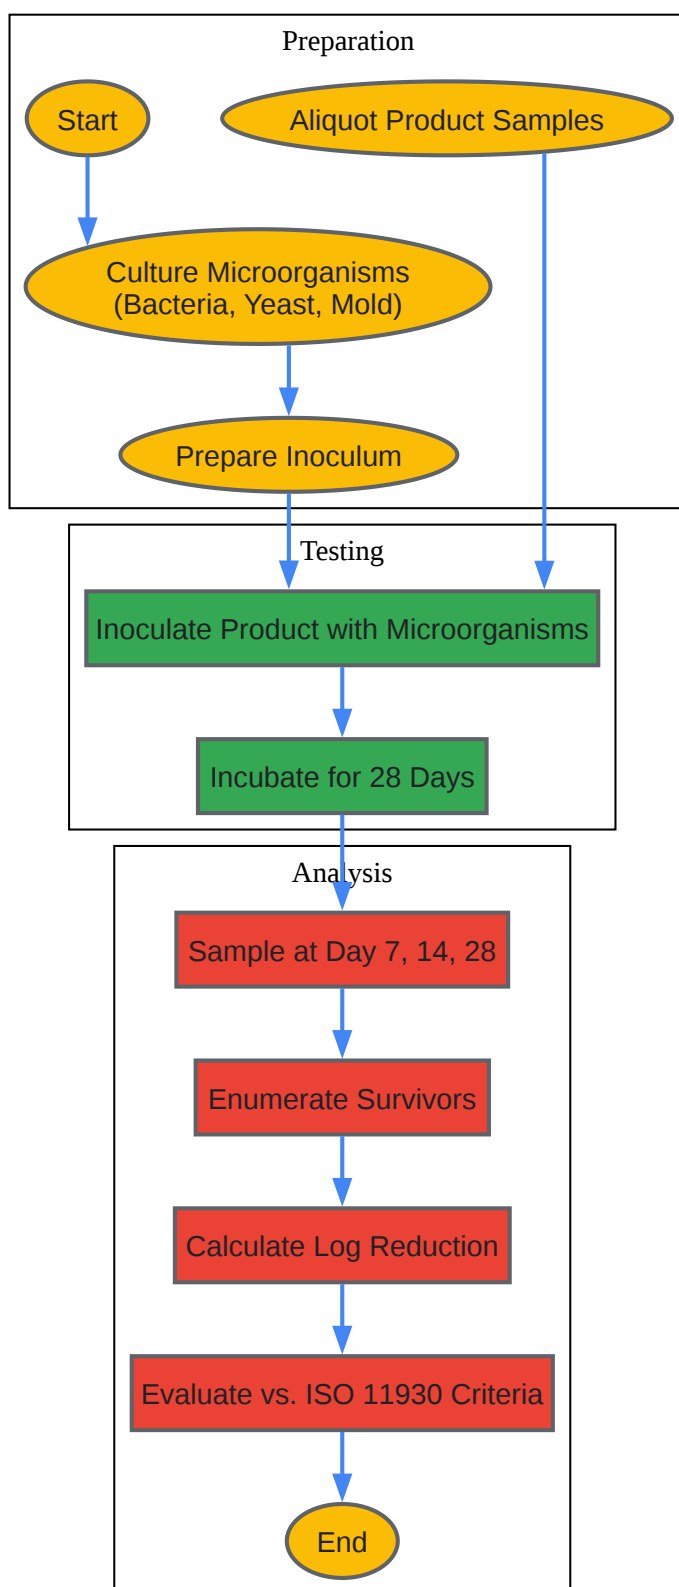 Preparation
Start
Aliquot Product Samples
Culture Microorganisms
(Bacteria, Yeast, Mold)
Prepare Inoculum
Testing
Inoculate Product with Microorganisms
Incubate for 28 Days
Analysis
Sample at Day 7, 14, 28
Enumerate Survivors
Calculate Log Reduction
Evaluate vs. ISO 11930 Criteria
End